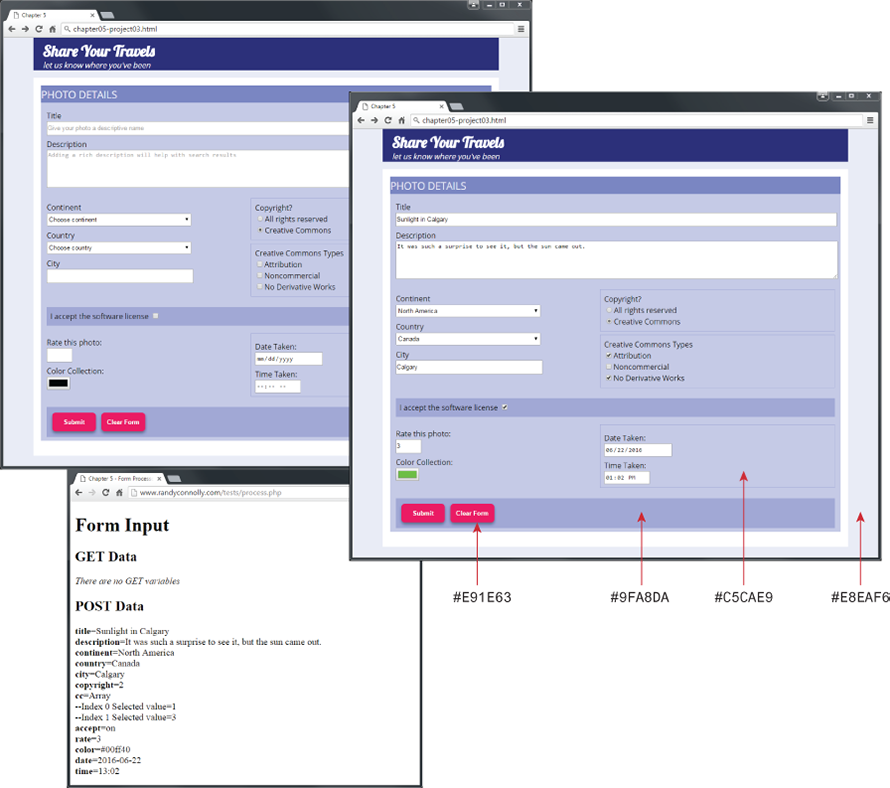 Chapter 5
chapter05-project03.html
Share Your Travels
let us know where you've been
PHOTO DETAILS
Title
Give your photo a descriptive name
Description
Adding a rich description will help with search results
Continent
Choose continent
Country
Choose country
City
Copyright?
All rights reserved
Creative Commons
Creative Commons Types
Attribution
Noncommercial
No Derivative Works
I accept the software license
Rate this photo:
Color Collection:
Date Taken:
mm/dd/yyyy
Time Taken:
--:-- --
Submit Clear Form
Chapter 5
chapter05-project03.html
Share Your Travels
let us know where you've been
PHOTO DETAILS
Title
Sunlight in Calgary
Description
It was such a surprise to see it, but the sun came out.
Continent
North America
Country
Canada
City
Calgary
Copyright?
All rights reserved
Creative Commons
Creative Commons Types
Attribution
Noncommercial
No Derivative Works
I accept the software license
Rate this photo:
3
Color Collection:
Date Taken:
06/22/2016
Time Taken:
01:02 PM
Submit Clear Form
#E91E63 #9FA8DA #C5CAE9 #E8EAF6
Chapter 5 - Form Process
www.randyconnolly.com/tests/process.php
Form Input
GET Data
There are no GET variables
POST Data
title=Sunlight in Calgary
description=It was such a surprise to see it, but the sun came out.
continent=North America
country=Canada
city=Calgary
copyright=2
cc=Array
--Index 0 Selected value=1
--Index 1 Selected value=3
accept=on
rate=3
color=#00ff40
date=2016-06-22
time=13:02